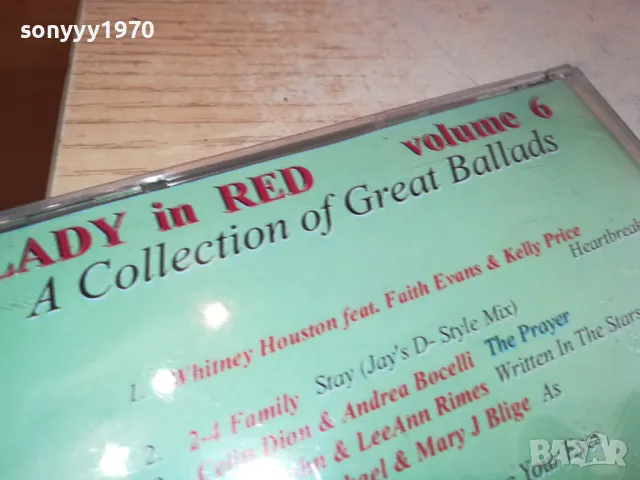 sonyyy1970
LADY in RED volume 6
A Collection of Great Ballads
1. Whitney Houston feat. Faith Evans & Kelly Price Heartbreak
2. 2-4 Family Stay (Jay's D- Style Mix)
Celin Dion & Andrea Bocelli The Prayer
& LeeAnn Rimes Written In The Stars
& Mary J Blige As
Your
bazar